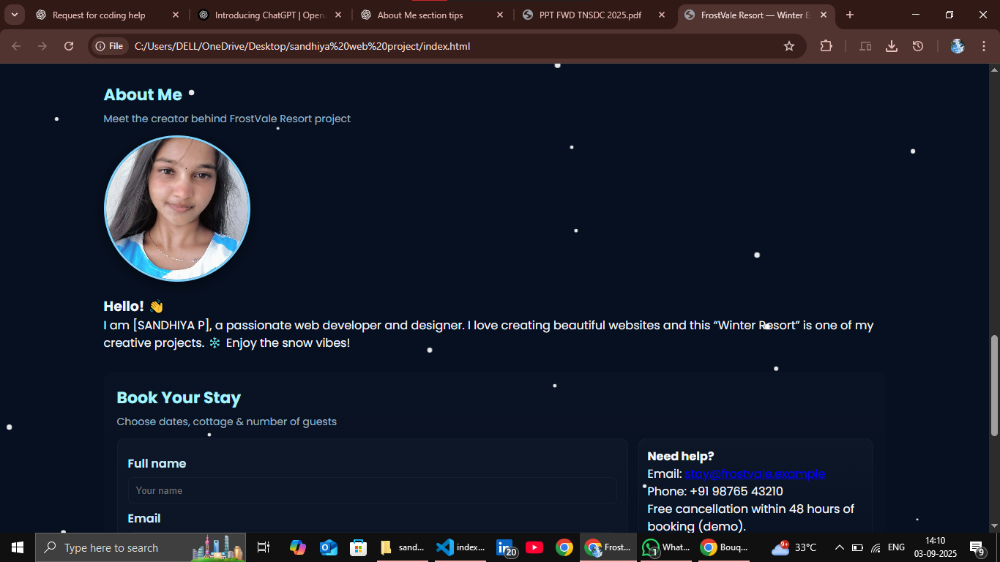 Request for coding help
Introducing ChatGPT | Open
About Me section tips
PPT FWD TNSDC 2025.pdf
FrostVale Resort — Winter E
File
C:/Users/DELL/OneDrive/Desktop/sandhiya%20web%20project/index.html
About Me
Meet the creator behind FrostVale Resort project
Hello! 👋
I am [SANDHIYA P], a passionate web developer and designer. I love creating beautiful websites and this “Winter Resort” is one of my
creative projects. ❄️ Enjoy the snow vibes!
Book Your Stay
Choose dates, cottage & number of guests
Full name
Your name
Email
Need help?
Email: stay@frostvale.example
Phone: +91 98765 43210
Free cancellation within 48 hours of
booking (demo).
Type here to search
sand...
index...
20
Frost...
1
What...
Bouq...
9+
33°C
ENG
14:10
03-09-2025
9